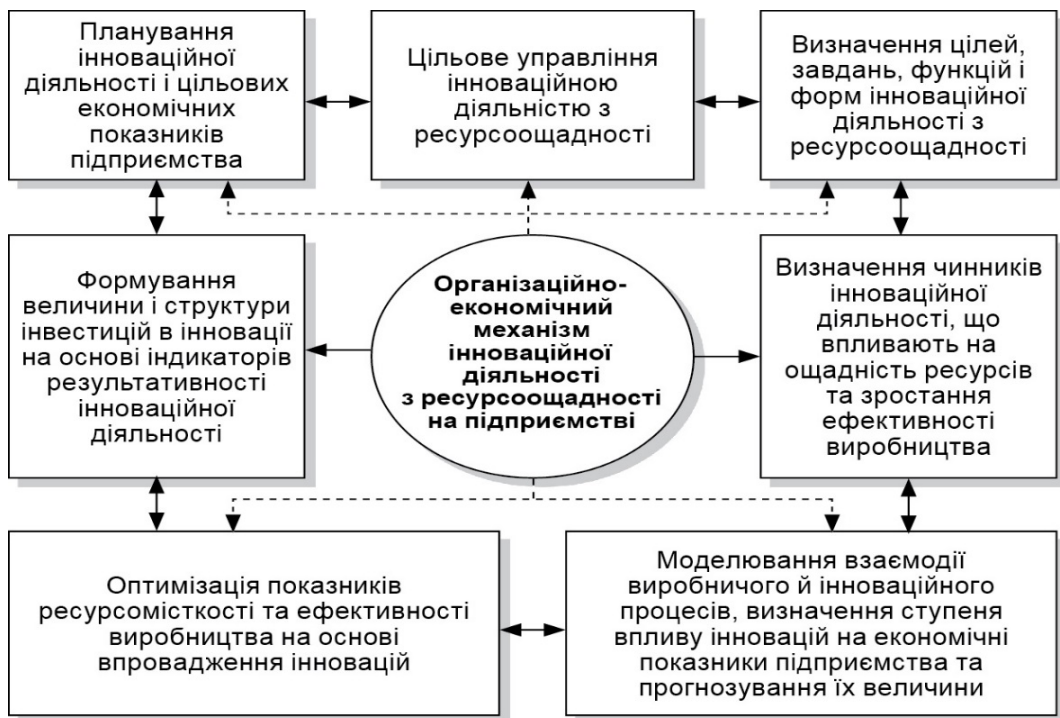 Планування
інноваційної
діяльності і цільових
економічних
показників
підприємства
Цільове управління
інноваційною
діяльністю з
ресурсоощадності
Визначення цілей,
завдань, функцій і
форм інноваційної
діяльності з
ресурсоощадності
Формування
величини і структури
інвестицій в інновації
на основі індикаторів
результативності
інноваційної
діяльності
Організаційно-
економічний
механізм
інноваційної
діяльності
з ресурсоощадності
на підприємстві
Визначення чинників
інноваційної
діяльності, що
впливають на
ощадність ресурсів
та зростання
ефективності
виробництва
Оптимізація показників
ресурсомісткості та ефективності
виробництва на основі
впровадження інновацій
Моделювання взаємодії
виробничого й інноваційного
процесів, визначення ступеня
впливу інновацій на економічні
показники підприємства та
прогнозування їх величини